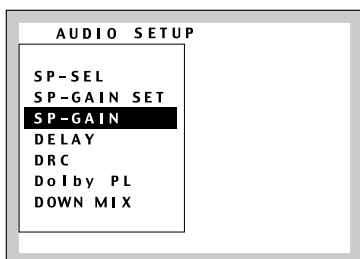 AUDIO SETUP
SP-SEL
SP-GAIN SET
SP-GAIN
DELAY
DRC
Dolby PL
DOWN MIX